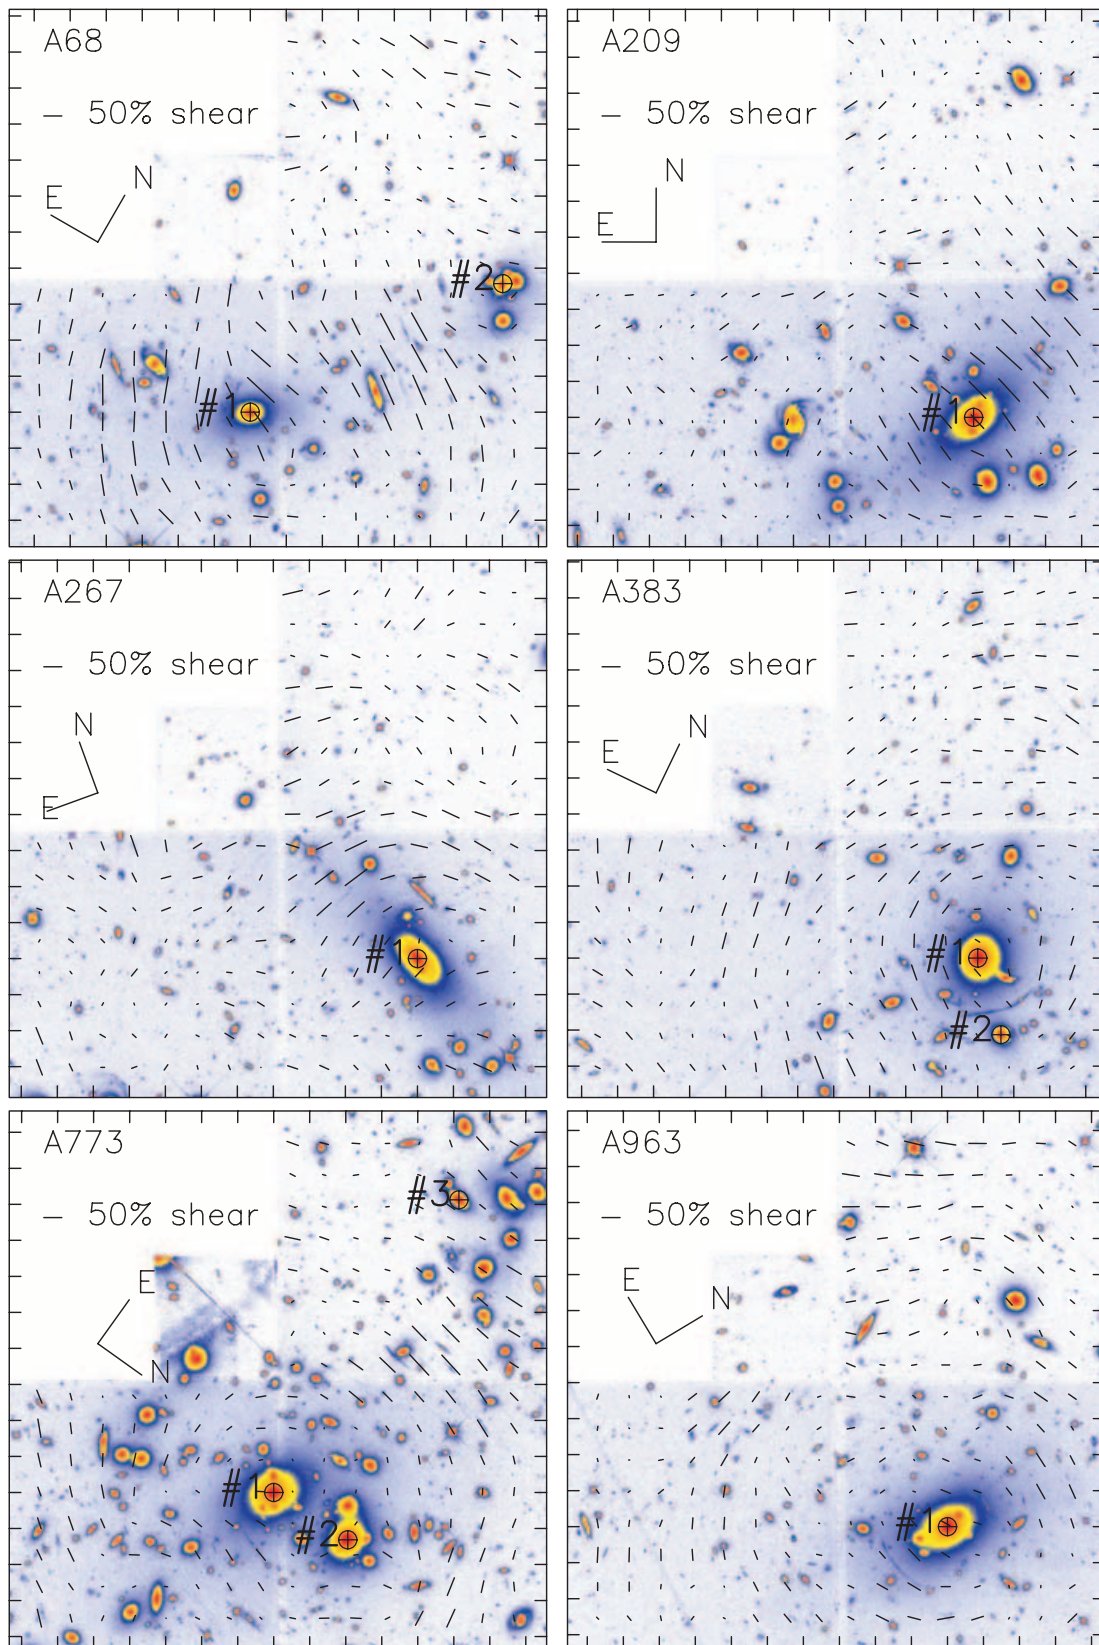 A68
— 50% shear
N
E
#2
#1
A209
— 50% shear
N
E
#1
A267
— 50% shear
N
E
#1
A383
— 50% shear
N
E
#1
#2
A773
— 50% shear
#3
E
N
#1
#2
A963
— 50% shear
E
N
#1